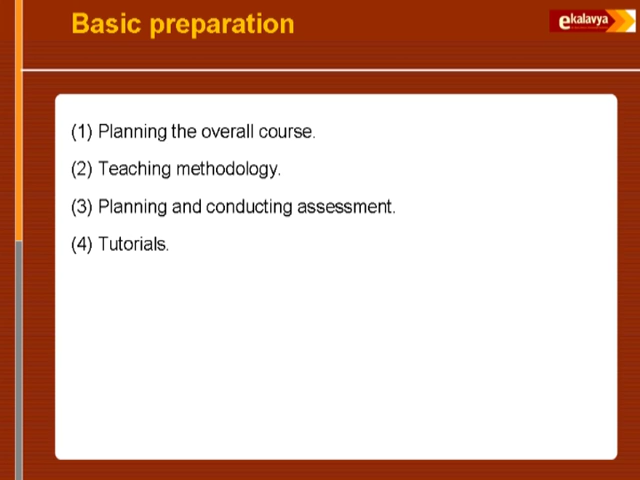 Basic preparation
ekalavya
(1) Planning the overall course.
(2) Teaching methodology.
(3) Planning and conducting assessment.
(4) Tutorials.